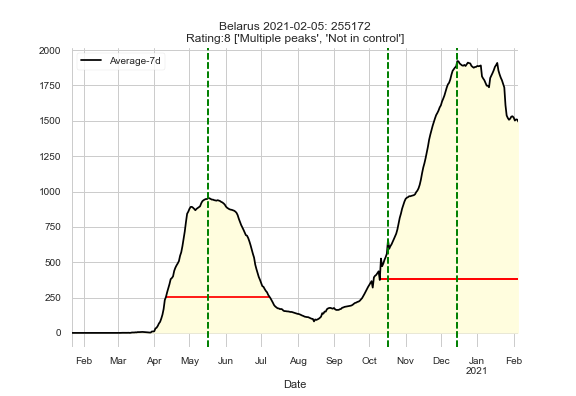 Belarus 2021-02-05: 255172
Rating:8 ['Multiple peaks', 'Not in control']
Average-7d
2000
1750
1500
1250
1000
750
500
250
0
Feb Mar Apr May Jun Jul Aug Sep Oct Nov Dec Jan Feb
2021
Date